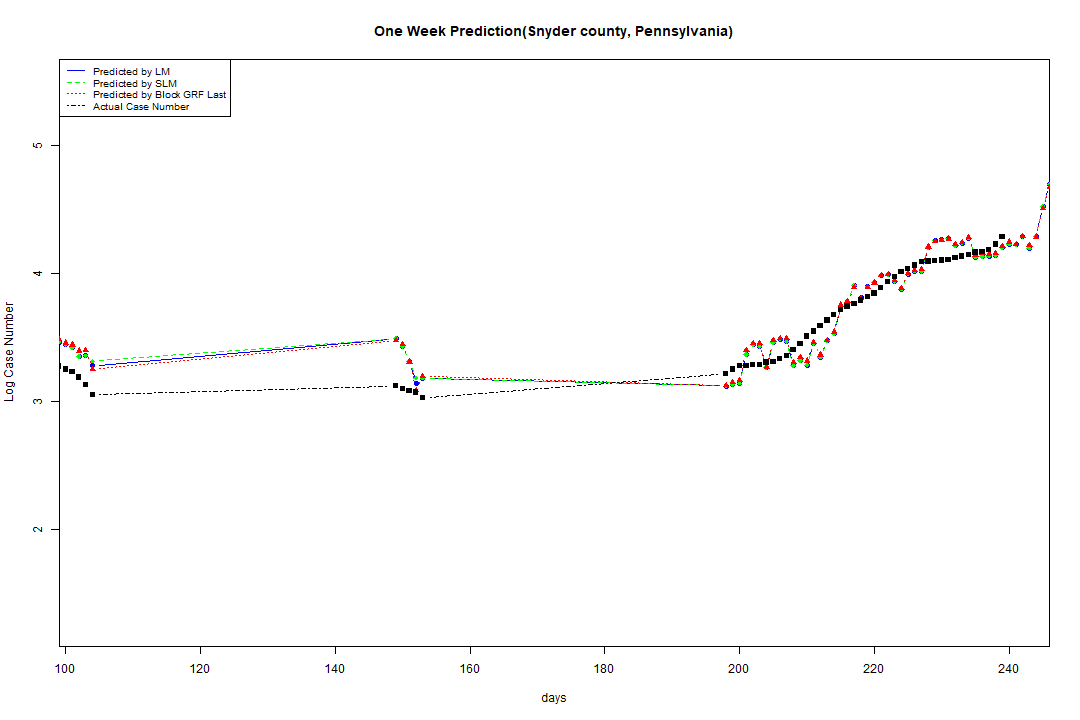 One Week Prediction(Snyder county, Pennsylvania)
Predicted by LM
Predicted by SLM
Predicted by Block GRF Last
Actual Case Number
5
4
3
2
Log Case Number
100 120 140 160 180 200 220 240
days